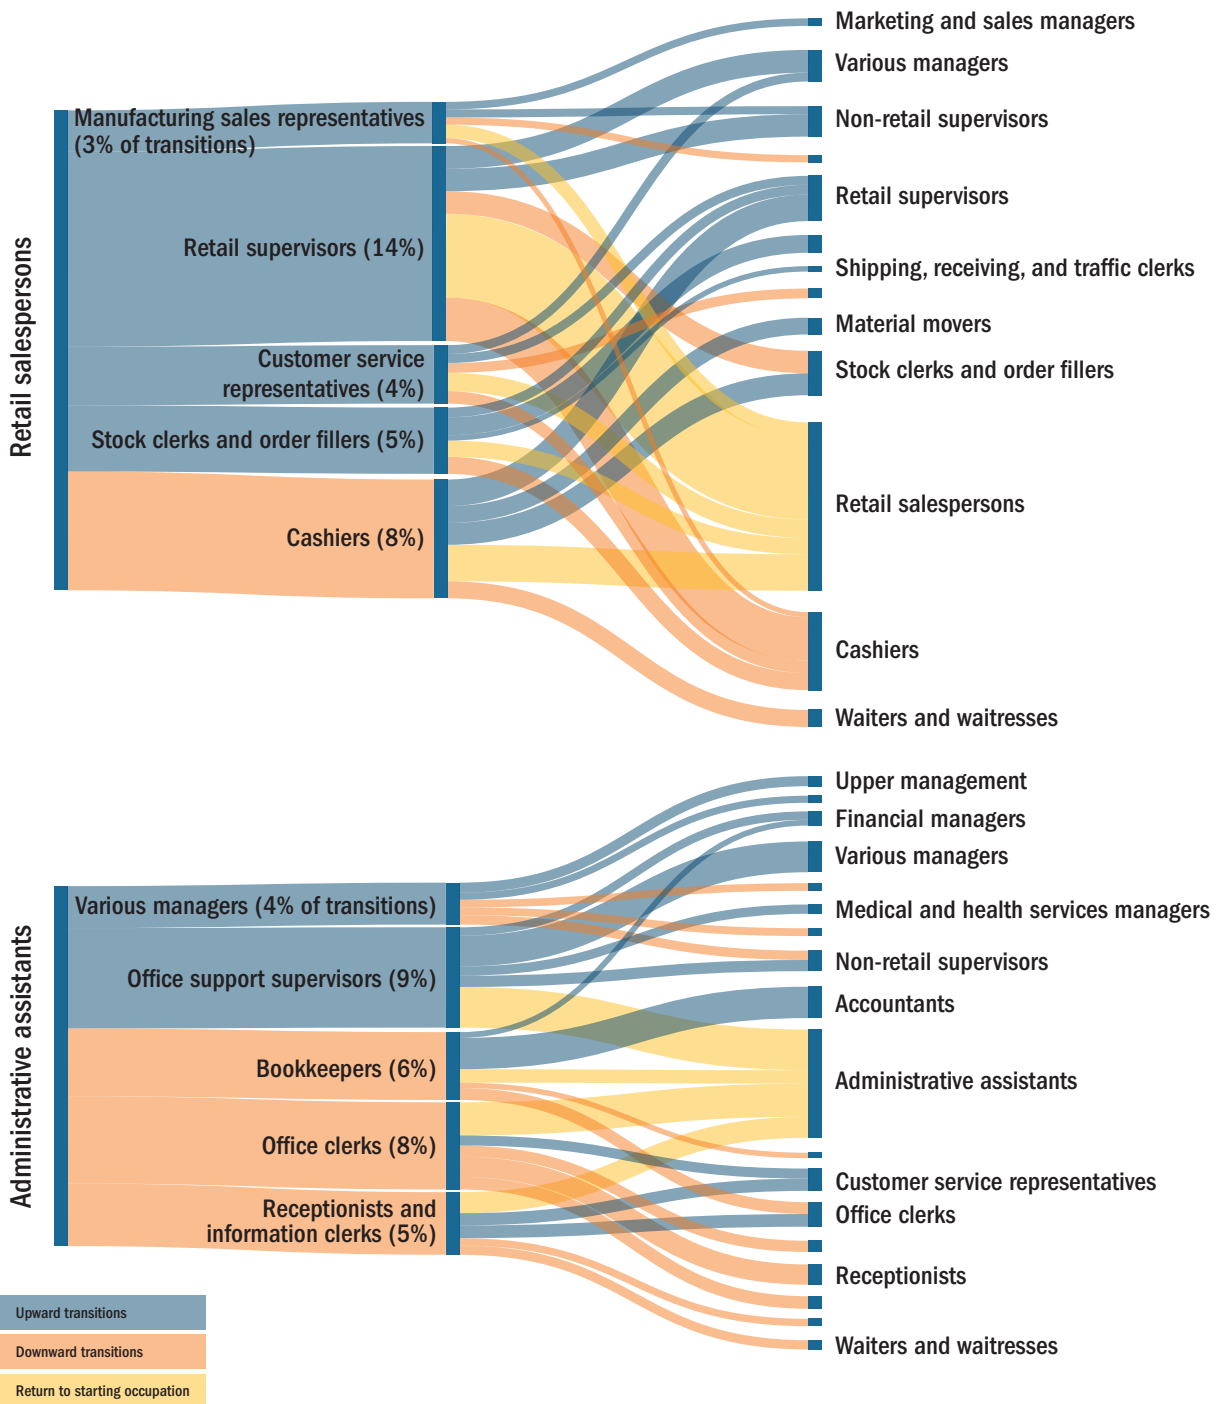 Retail salespersons
Manufacturing sales representatives
(3% of transitions)
Retail supervisors (14%)
Customer service
representatives (4%)
Stock clerks and order fillers (5%)
Cashiers (8%)
Marketing and sales managers
Various managers
Non-retail supervisors
Retail supervisors
Shipping, receiving, and traffic clerks
Material movers
Stock clerks and order fillers
Retail salespersons
Cashiers
Waiters and waitresses
Administrative assistants
Various managers (4% of transitions)
Office support supervisors (9%)
Bookkeepers (6%)
Office clerks (8%)
Receptionists and
information clerks (5%)
Upper management
Financial managers
Various managers
Medical and health services managers
Non-retail supervisors
Accountants
Administrative assistants
Customer service representatives
Office clerks
Receptionists
Waiters and waitresses
Upward transitions
Downward transitions
Return to starting occupation